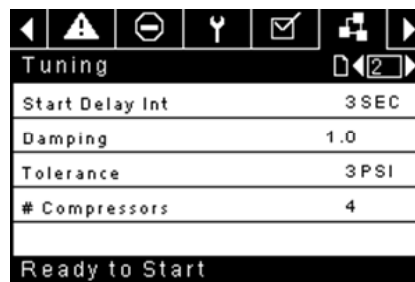 Tuning 2
Start Delay Int 3SEC
Damping 1.0
Tolerance 3PSI
# Compressors 4
Ready to Start